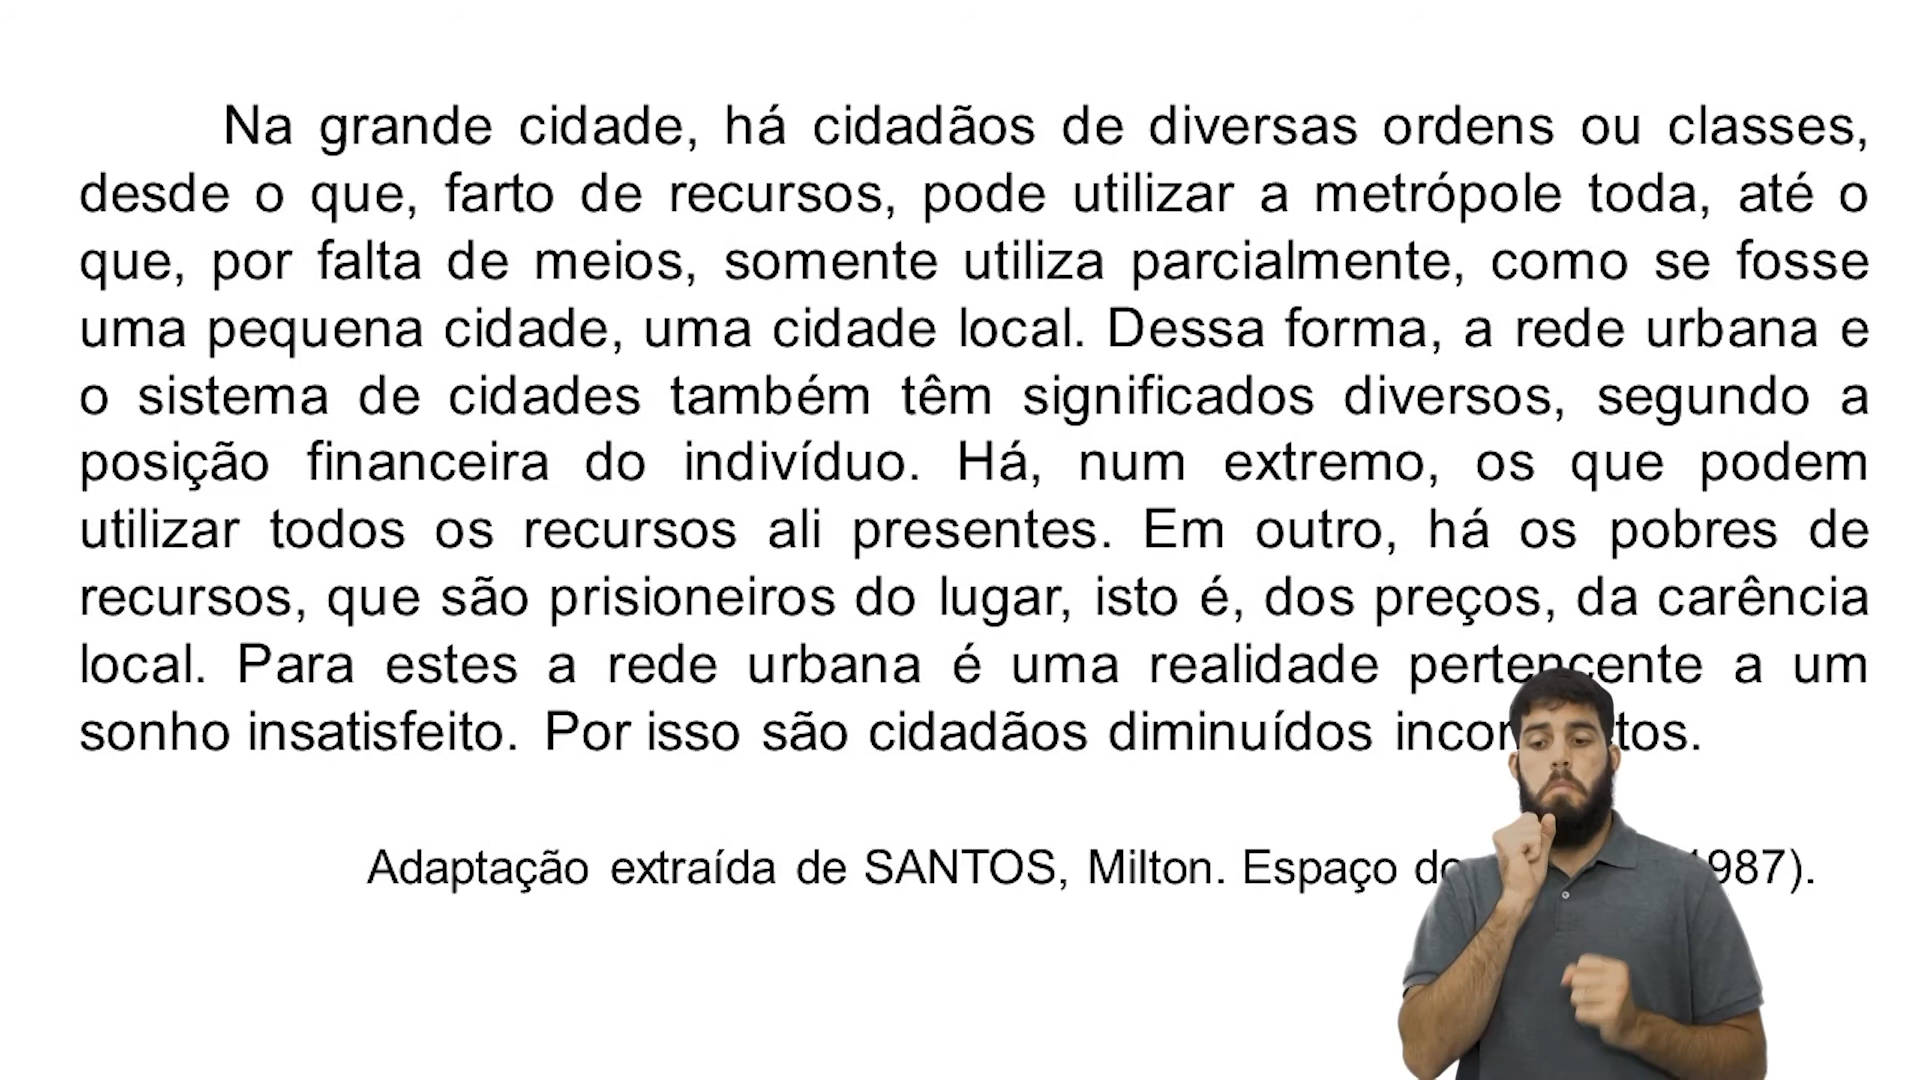 Na grande cidade, há cidadãos de diversas ordens ou classes,
desde o que, farto de recursos, pode utilizar a metrópole toda, até o
que, por falta de meios, somente utiliza parcialmente, como se fosse
uma pequena cidade, uma cidade local. Dessa forma, a rede urbana e
o sistema de cidades também têm significados diversos, segundo a
posição financeira do indivíduo. Há, num extremo, os que podem
utilizar todos os recursos ali presentes. Em outro, há os pobres de
recursos, que são prisioneiros do lugar, isto é, dos preços, da carência
local. Para estes a rede urbana é uma realidade pertencente a um
sonho insatisfeito. Por isso são cidadãos diminuídos
Adaptação extraída de SANTOS, Milton. Espaço